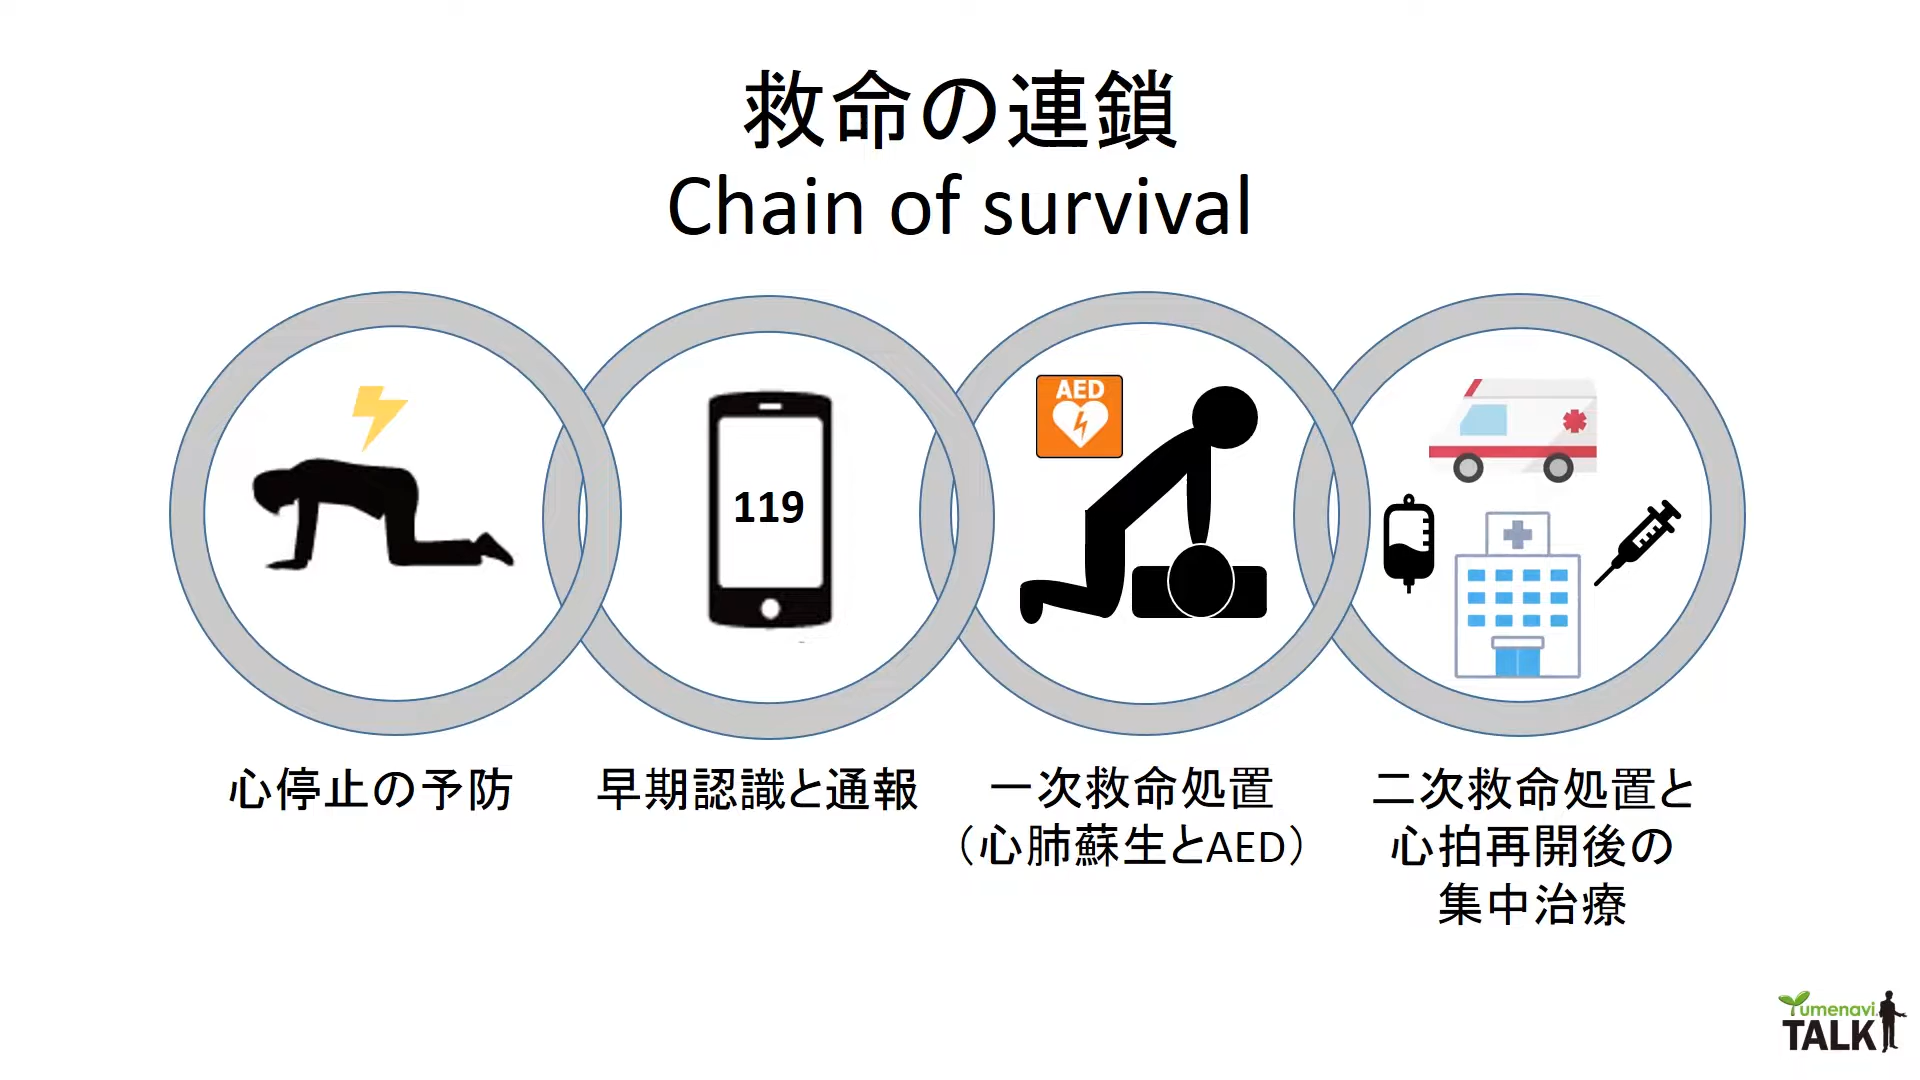 救命の連鎖
Chain of survival
119
AED
心停止の予防
早期認識と通報
一次救命処置
（心肺蘇生とAED）
二次救命処置と
心拍再開後の
集中治療
Yumenavi
TALK